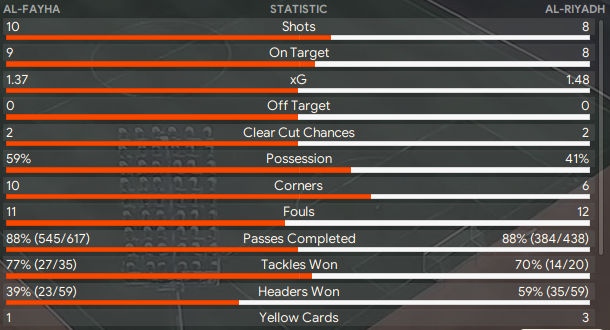 AL-FAYHA STATISTIC AL-RIYADH
10 Shots 8
9 On Target 8
1.37 xG 1.48
0 Off Target 0
2 Clear Cut Chances 2
59% Possession 41%
10 Corners 6
11 Fouls 12
88% (545/617) Passes Completed 88% (384/438)
77% (27/35) Tackles Won 70% (14/20)
39% (23/59) Headers Won 59% (35/59)
1 Yellow Cards 3